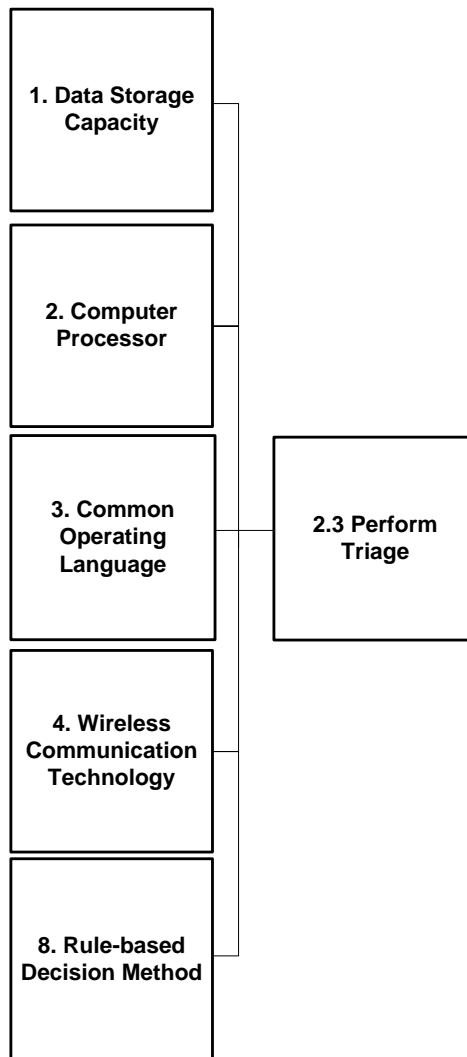 1. Data Storage
Capacity
2. Computer
Processor
3. Common
Operating
Language
2.3 Perform
Triage
4. Wireless
Communication
Technology
8. Rule-based
Decision Method